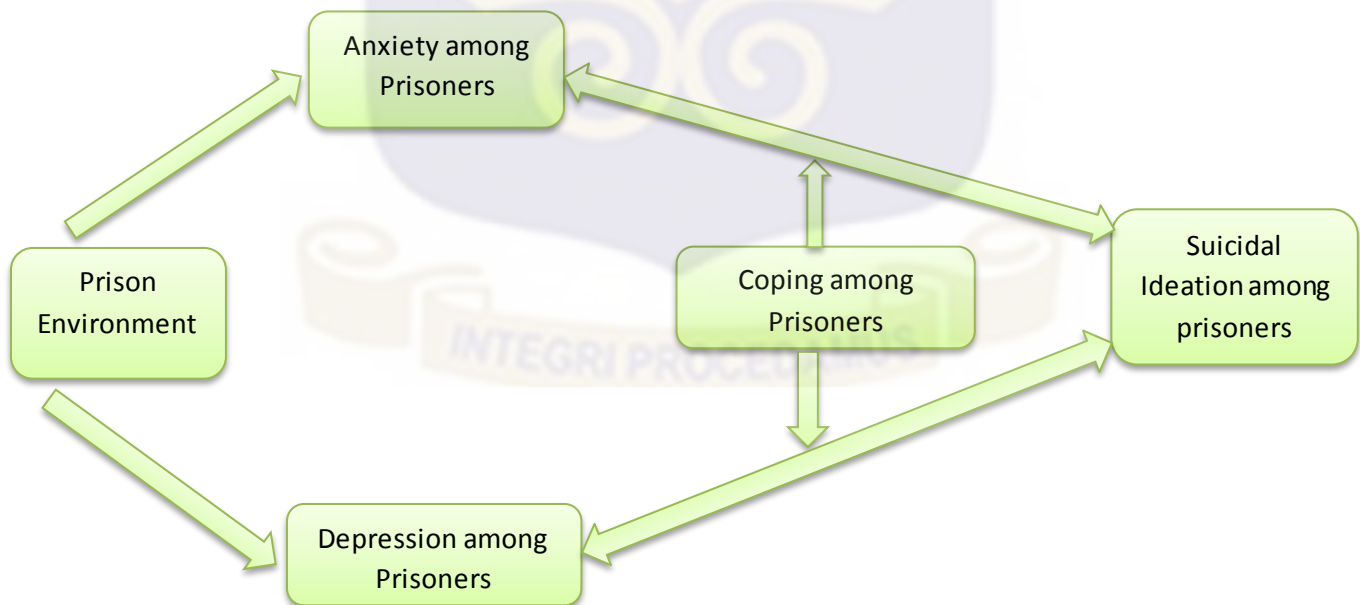 Anxiety among
Prisoners
Prison
Environment
Coping among
Prisoners
Suicidal
Ideation among
prisoners
INTEGRI PROCEDAMUS
Depression among
Prisoners